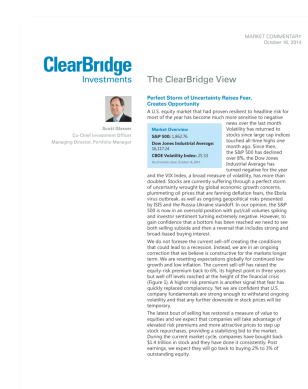 MARKET COMMENTARY
October 16, 2014
ClearBridge
Investments
The ClearBridge View
Scott Glasser
Co-Chief Investment Officer
Managing Director, Portfolio Manager
Perfect Storm of Uncertainty Raises Fear,
Creates Opportunity
A U.S. equity market that had proven resilient to headline risk for
most of the year has become much more sensitive to negative
news over the last month.
Volatility has returned to
stocks since large cap indices
touched all-time highs one
month ago. Since then,
the S&P 500 has declined
over 8%, the Dow Jones
Industrial Average has
turned negative for the year
Market Overview
S&P 500: 1,862.76
Dow Jones Industrial Average:
16,117.24
CBOE Volatility Index: 25.20
and the VIX Index, a broad measure of volatility, has more than
doubled. Stocks are currently suffering through a perfect storm
of uncertainty wrought by global economic growth concerns,
plummeting oil prices that are fanning deflation fears, the Ebola
virus outbreak, as well as ongoing geopolitical risks presented
by ISIS and the Russia-Ukraine standoff. In our opinion, the S&P
500 is now in an oversold position with put/call outrates spiking
and investor sentiment turning extremely negative. However, to
gain confidence that a bottom has been reached we need to see
both selling subside and then a reversal that includes strong and
broad-based buying interest.
We do not foresee the current sell-off creating the conditions
that could lead to a recession. Instead, we are in an ongoing
correction that we believe is constructive for the markets longer
term. We are resetting expectations globally for continued low
growth and low inflation. The current sell-off has raised the
equity-risk premium back to 6%, its highest point in three years
but well off levels reached at the height of the financial crisis
(Figure 1). A higher risk premium is another signal that fear has
quickly replaced complacency. Yet we are confident that U.S.
company fundamentals are strong enough to withstand ongoing
volatility and that any further downside in stock prices will be
temporary.
The latest bout of selling has restored a measure of value to
equities and we expect that companies will take advantage of
elevated risk premiums and more attractive prices to step up
stock repurchases, providing a stabilizing bid to the market.
During the current market cycle, companies have bought back
$1.4 trillion in stock and they have done it consistently. Post
earnings, we expect they will go back to buying 2% to 3% of
outstanding equity.